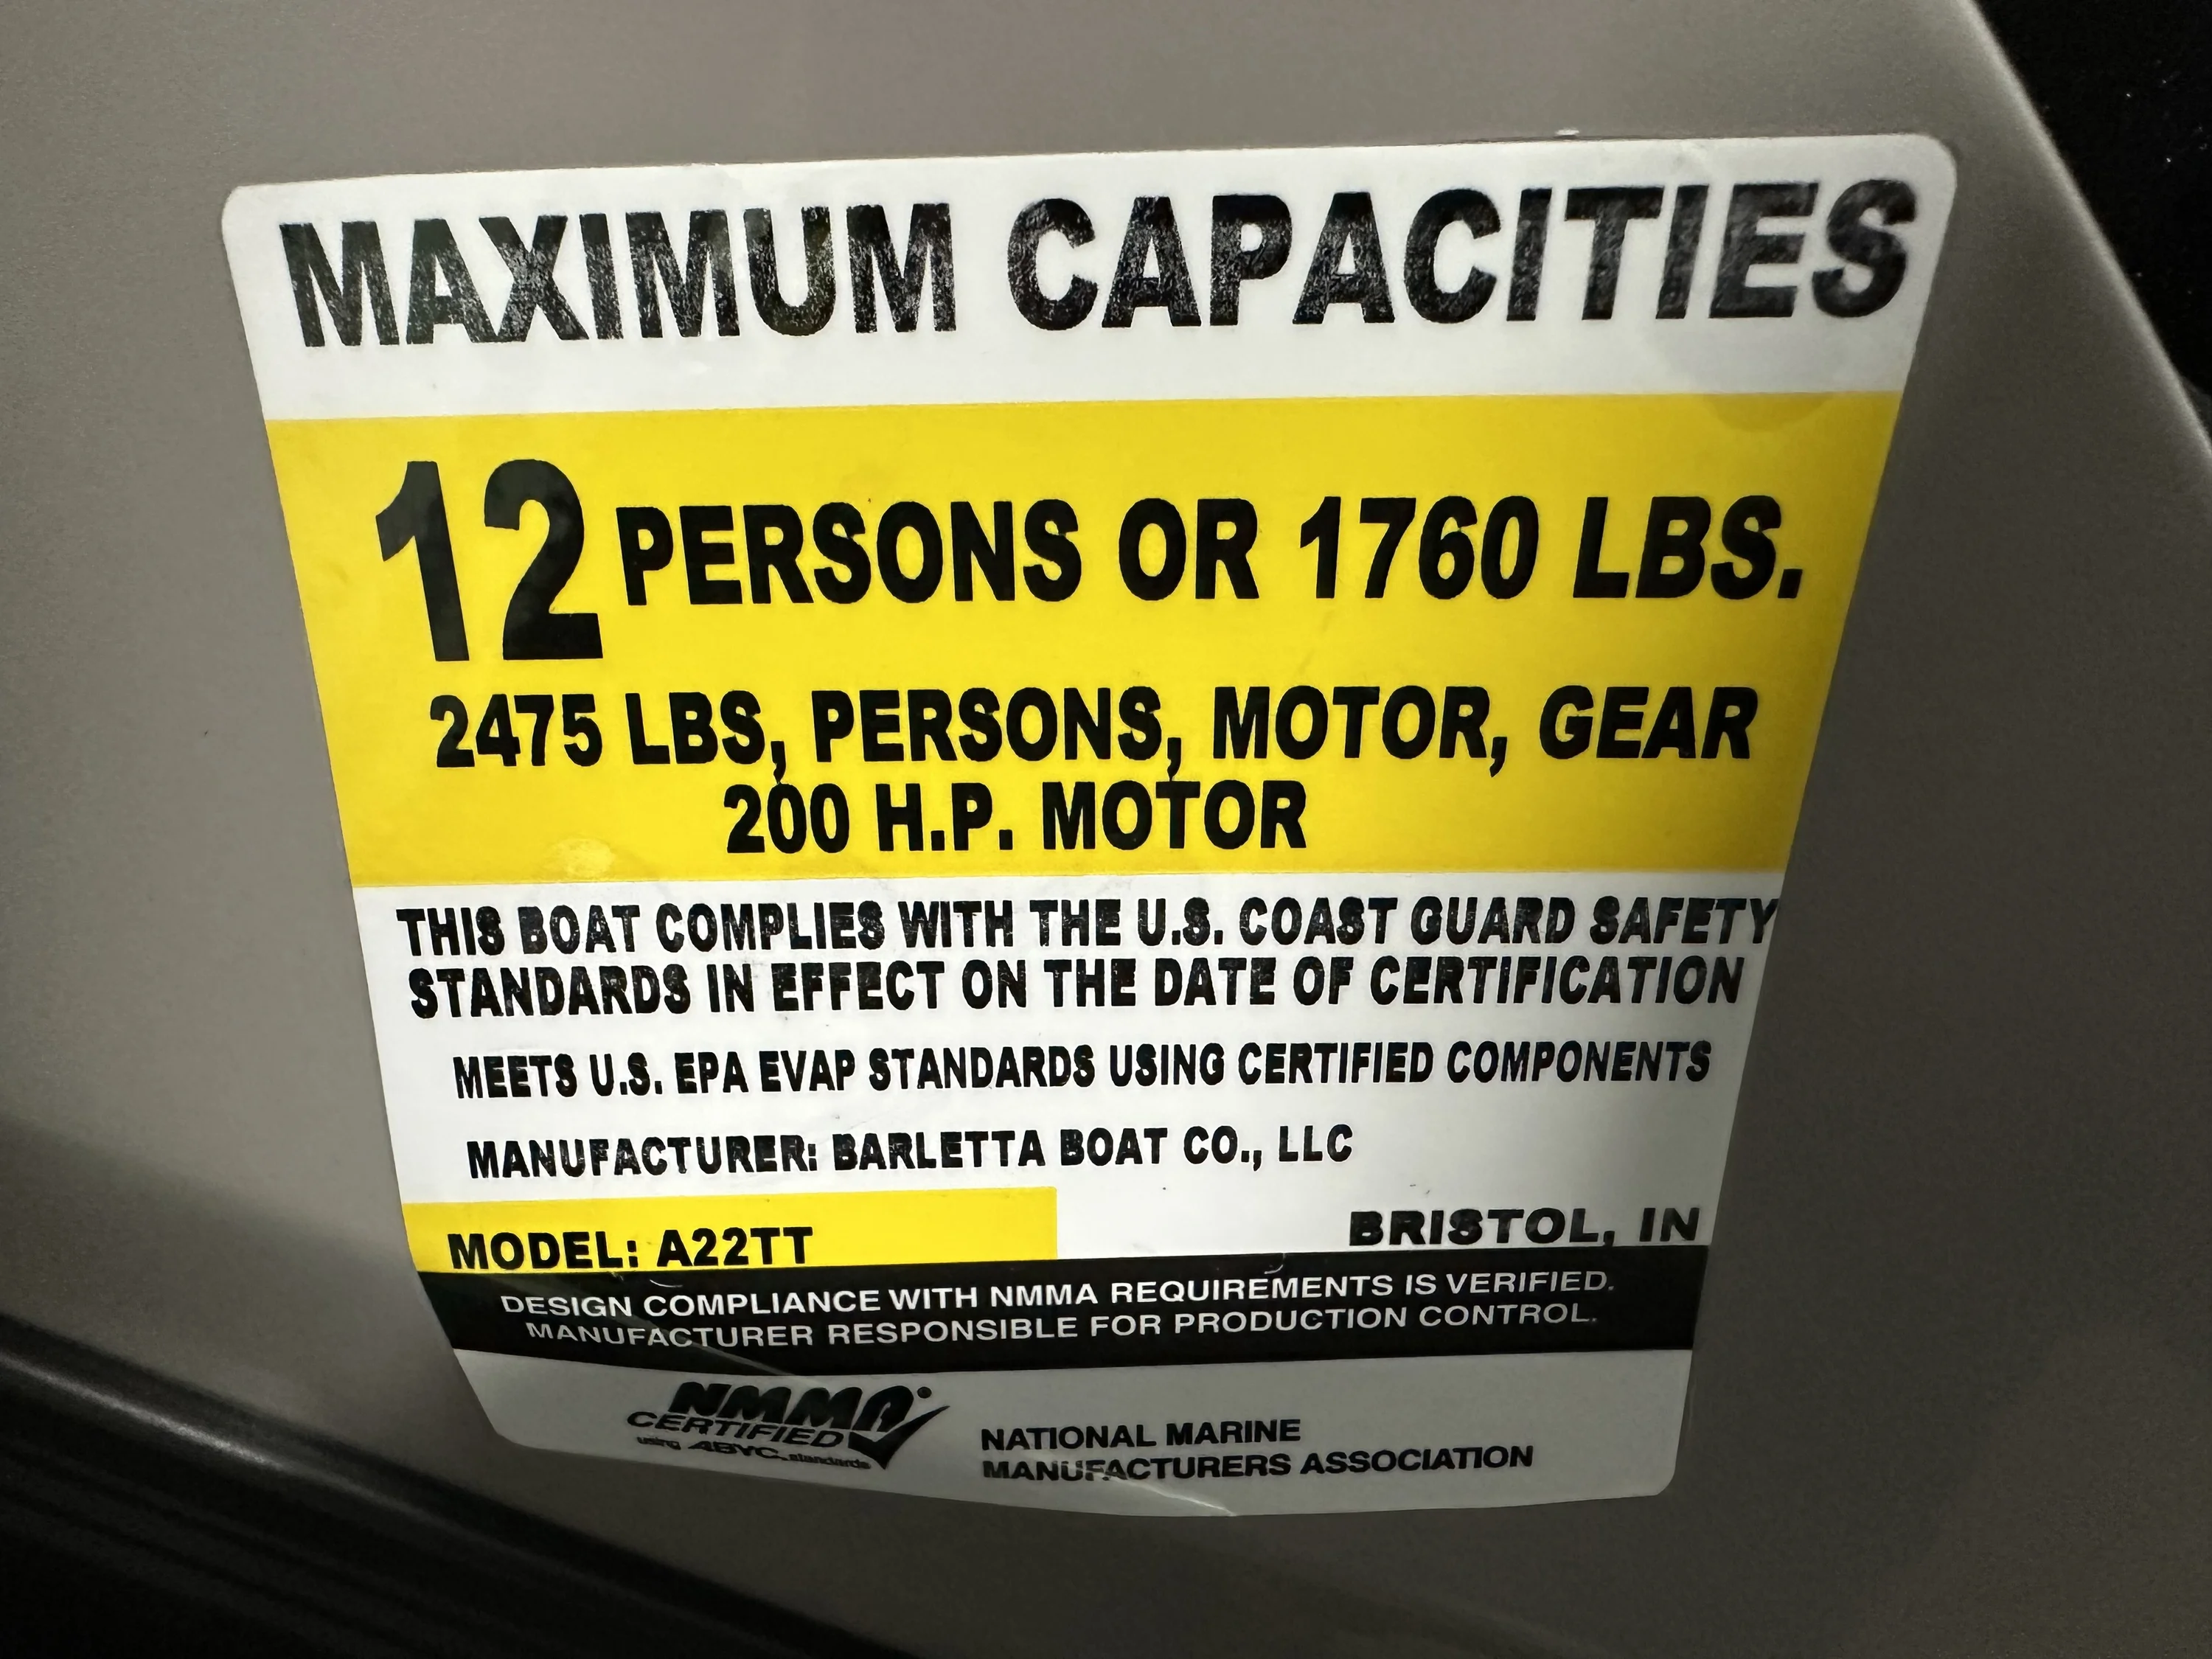 MAXIMUM CAPACITIES
12 PERSONS OR 1760 LBS.
2475 LBS, PERSONS, MOTOR, GEAR
200 H.P. MOTOR
THIS BOAT COMPLIES WITH THE U.S. COAST GUARD SAFETY
STANDARDS IN EFFECT ON THE DATE OF CERTIFICATION
MEETS U.S. EPA EVAP STANDARDS USING CERTIFIED COMPONENTS
MANUFACTURER: BARLETTA BOAT CO., LLC
MODEL: A22TT
BRISTOL, IN
DESIGN COMPLIANCE WITH NMMA REQUIREMENTS IS VERIFIED.
MANUFACTURER RESPONSIBLE FOR PRODUCTION CONTROL.
NMMA
CERTIFIED
using ABYC standards
NATIONAL MARINE
MANUFACTURERS ASSOCIATION